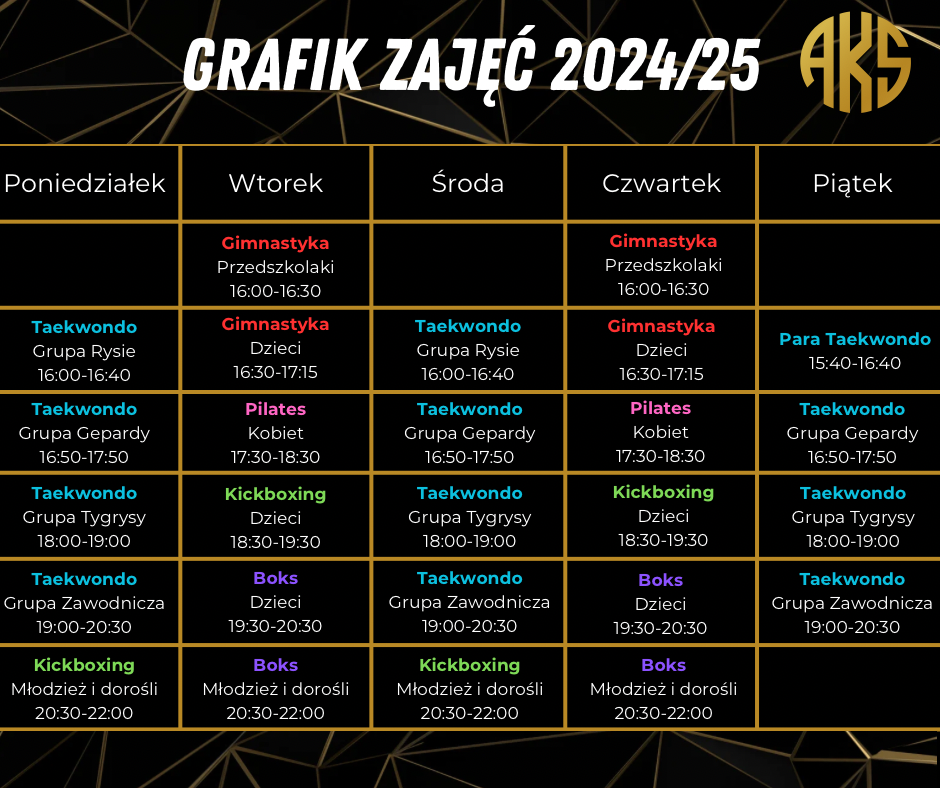 GRAFIK ZAJĘĆ 2024/25
AKS
Poniedziałek
Wtorek
Środa
Czwartek
Piątek
Gimnastyka
Przedszkolaki
16:00-16:30
Gimnastyka
Przedszkolaki
16:00-16:30
Taekwondo
Grupa Rysie
16:00-16:40
Gimnastyka
Dzieci
16:30-17:15
Taekwondo
Grupa Rysie
16:00-16:40
Gimnastyka
Dzieci
16:30-17:15
Para Taekwondo
15:40-16:40
Taekwondo
Grupa Gepardy
16:50-17:50
Pilates
Kobiet
17:30-18:30
Taekwondo
Grupa Gepardy
16:50-17:50
Pilates
Kobiet
17:30-18:30
Taekwondo
Grupa Gepardy
16:50-17:50
Taekwondo
Grupa Tygrysy
18:00-19:00
Kickboxing
Dzieci
18:30-19:30
Taekwondo
Grupa Tygrysy
18:00-19:00
Kickboxing
Dzieci
18:30-19:30
Taekwondo
Grupa Tygrysy
18:00-19:00
Taekwondo
Grupa Zawodnicza
19:00-20:30
Boks
Dzieci
19:30-20:30
Taekwondo
Grupa Zawodnicza
19:00-20:30
Boks
Dzieci
19:30-20:30
Taekwondo
Grupa Zawodnicza
19:00-20:30
Kickboxing
Młodzież i dorośli
20:30-22:00
Boks
Młodzież i dorośli
20:30-22:00
Kickboxing
Młodzież i dorośli
20:30-22:00
Boks
Młodzież i dorośli
20:30-22:00